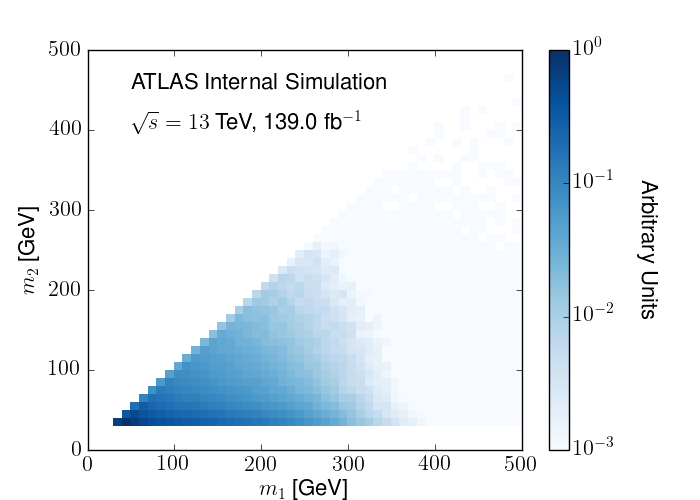 ATLAS Internal Simulation
√s = 13 TeV, 139.0 fb⁻¹
500
400
300
200
100
0
m₂ [GeV]
0 100 200 300 400 500
m₁ [GeV]
10⁰
10⁻¹
10⁻²
10⁻³
Arbitrary Units